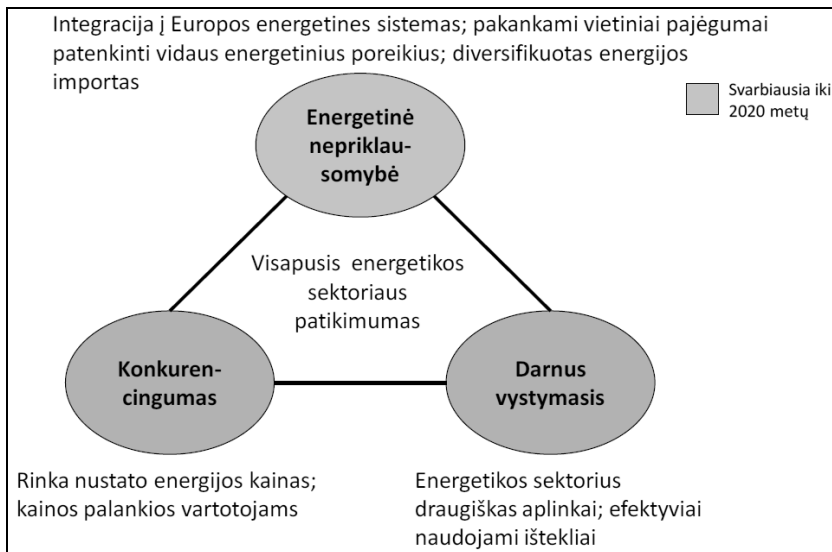 Integracija į Europos energetines sistemas; pakankami vietiniai pajėgumai
patenkinti vidaus energetinius poreikius; diversifikuotas energijos
importas
Svarbiausia iki
2020 metų
Energetinė
nepriklau-
somybė
Visapusis energetikos
sektoriaus
patikimumas
Konkuren-
cingumas
Darnus
vystymasis
Rinka nustato energijos kainas;
kainos palankios vartotojams
Energetikos sektorius
draugiškas aplinkai; efektyviai
naudojami ištekliai